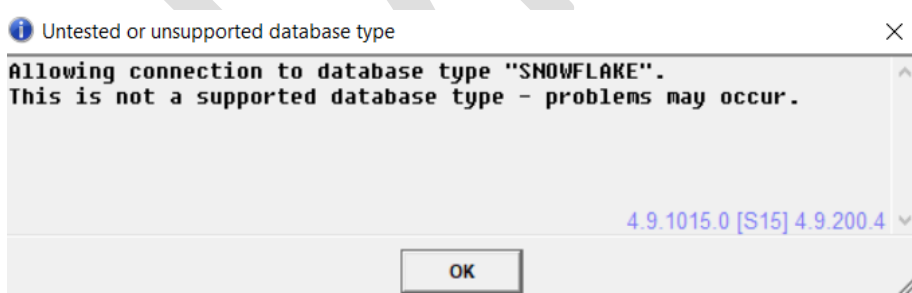 Untested or unsupported database type
Allowing connection to database type "SNOWFLAKE".
This is not a supported database type - problems may occur.
4.9.1015.0 [S15] 4.9.200.4
OK